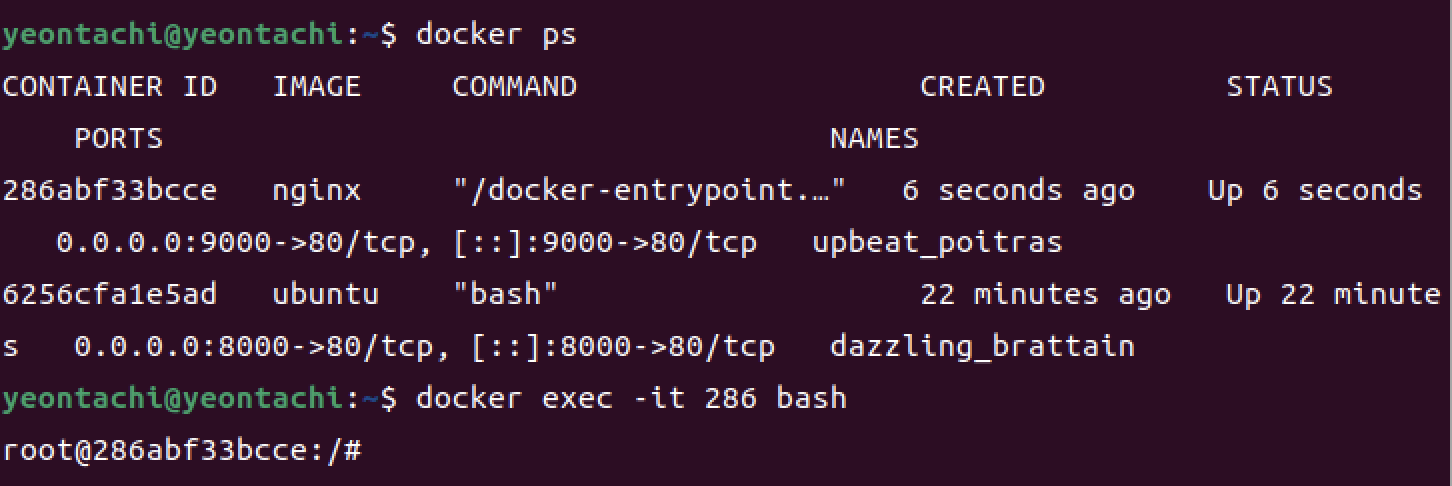 yeontachi@yeontachi:~$ docker ps
CONTAINER ID   IMAGE     COMMAND                   CREATED          STATUS
    PORTS                                     NAMES
286abf33bcce   nginx     "/docker-entrypoint.…"   6 seconds ago    Up 6 seconds
   0.0.0.0:9000->80/tcp, [::]:9000->80/tcp   upbeat_poitras
6256cfa1e5ad   ubuntu    "bash"                    22 minutes ago   Up 22 minute
s   0.0.0.0:8000->80/tcp, [::]:8000->80/tcp   dazzling_brattain
yeontachi@yeontachi:~$ docker exec -it 286 bash
root@286abf33bcce:/#